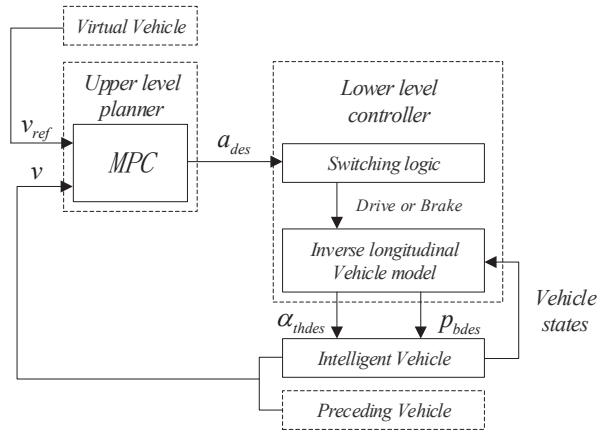 Virtual Vehicle
Upper level
planner
Lower level
controller
v_ref
MPC
a_des
Switching logic
v
Drive or Brake
Inverse longitudinal
Vehicle model
Vehicle
states
α_thdes
p_bdes
Intelligent Vehicle
Preceding Vehicle